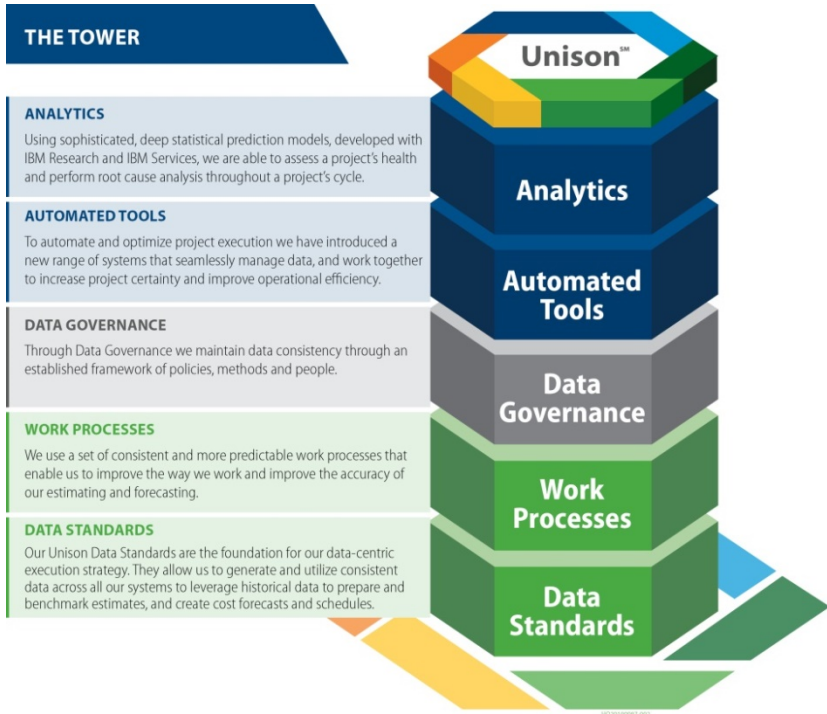 THE TOWER
Unison℠
ANALYTICS
Using sophisticated, deep statistical prediction models, developed with
IBM Research and IBM Services, we are able to assess a project's health
and perform root cause analysis throughout a project's cycle.
Analytics
AUTOMATED TOOLS
To automate and optimize project execution we have introduced a
new range of systems that seamlessly manage data, and work together
to increase project certainty and improve operational efficiency.
Automated
Tools
DATA GOVERNANCE
Through Data Governance we maintain data consistency through an
established framework of policies, methods and people.
Data
Governance
WORK PROCESSES
We use a set of consistent and more predictable work processes that
enable us to improve the way we work and improve the accuracy of
our estimating and forecasting.
Work
Processes
DATA STANDARDS
Our Unison Data Standards are the foundation for our data-centric
execution strategy. They allow us to generate and utilize consistent
data across all our systems to leverage historical data to prepare and
benchmark estimates, and create cost forecasts and schedules.
Data
Standards